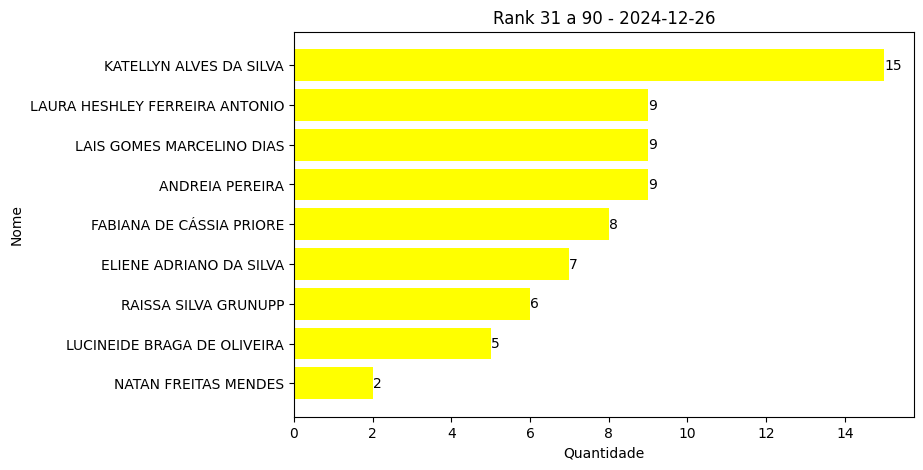 Rank 31 a 90 - 2024-12-26
Nome
KATELLYN ALVES DA SILVA 15
LAURA HESHLEY FERREIRA ANTONIO 9
LAIS GOMES MARCELINO DIAS 9
ANDREIA PEREIRA 9
FABIANA DE CÁSSIA PRIORE 8
ELIENE ADRIANO DA SILVA 7
RAISSA SILVA GRUNUPP 6
LUCINEIDE BRAGA DE OLIVEIRA 5
NATAN FREITAS MENDES 2
0 2 4 6 8 10 12 14
Quantidade